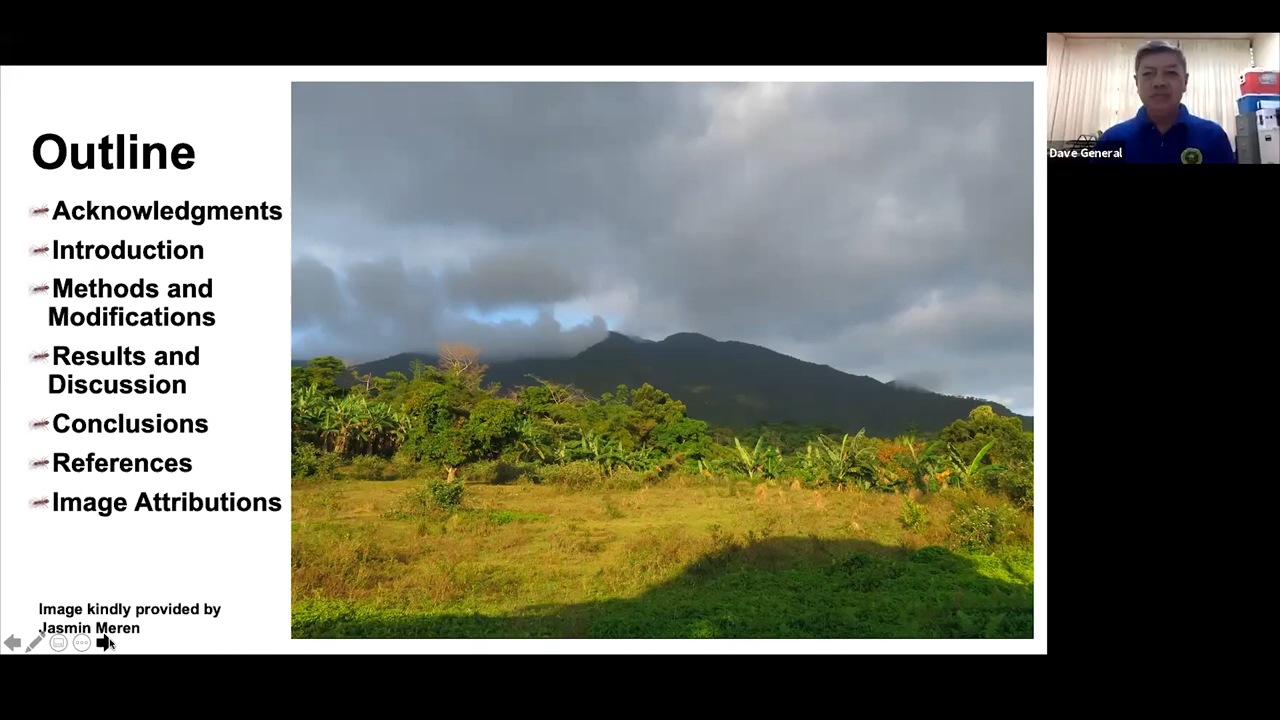 Outline
Acknowledgments
Introduction
Methods and
Modifications
Results and
Discussion
Conclusions
References
Image Attributions
Image kindly provided by
Jasmin Meren
Dave General